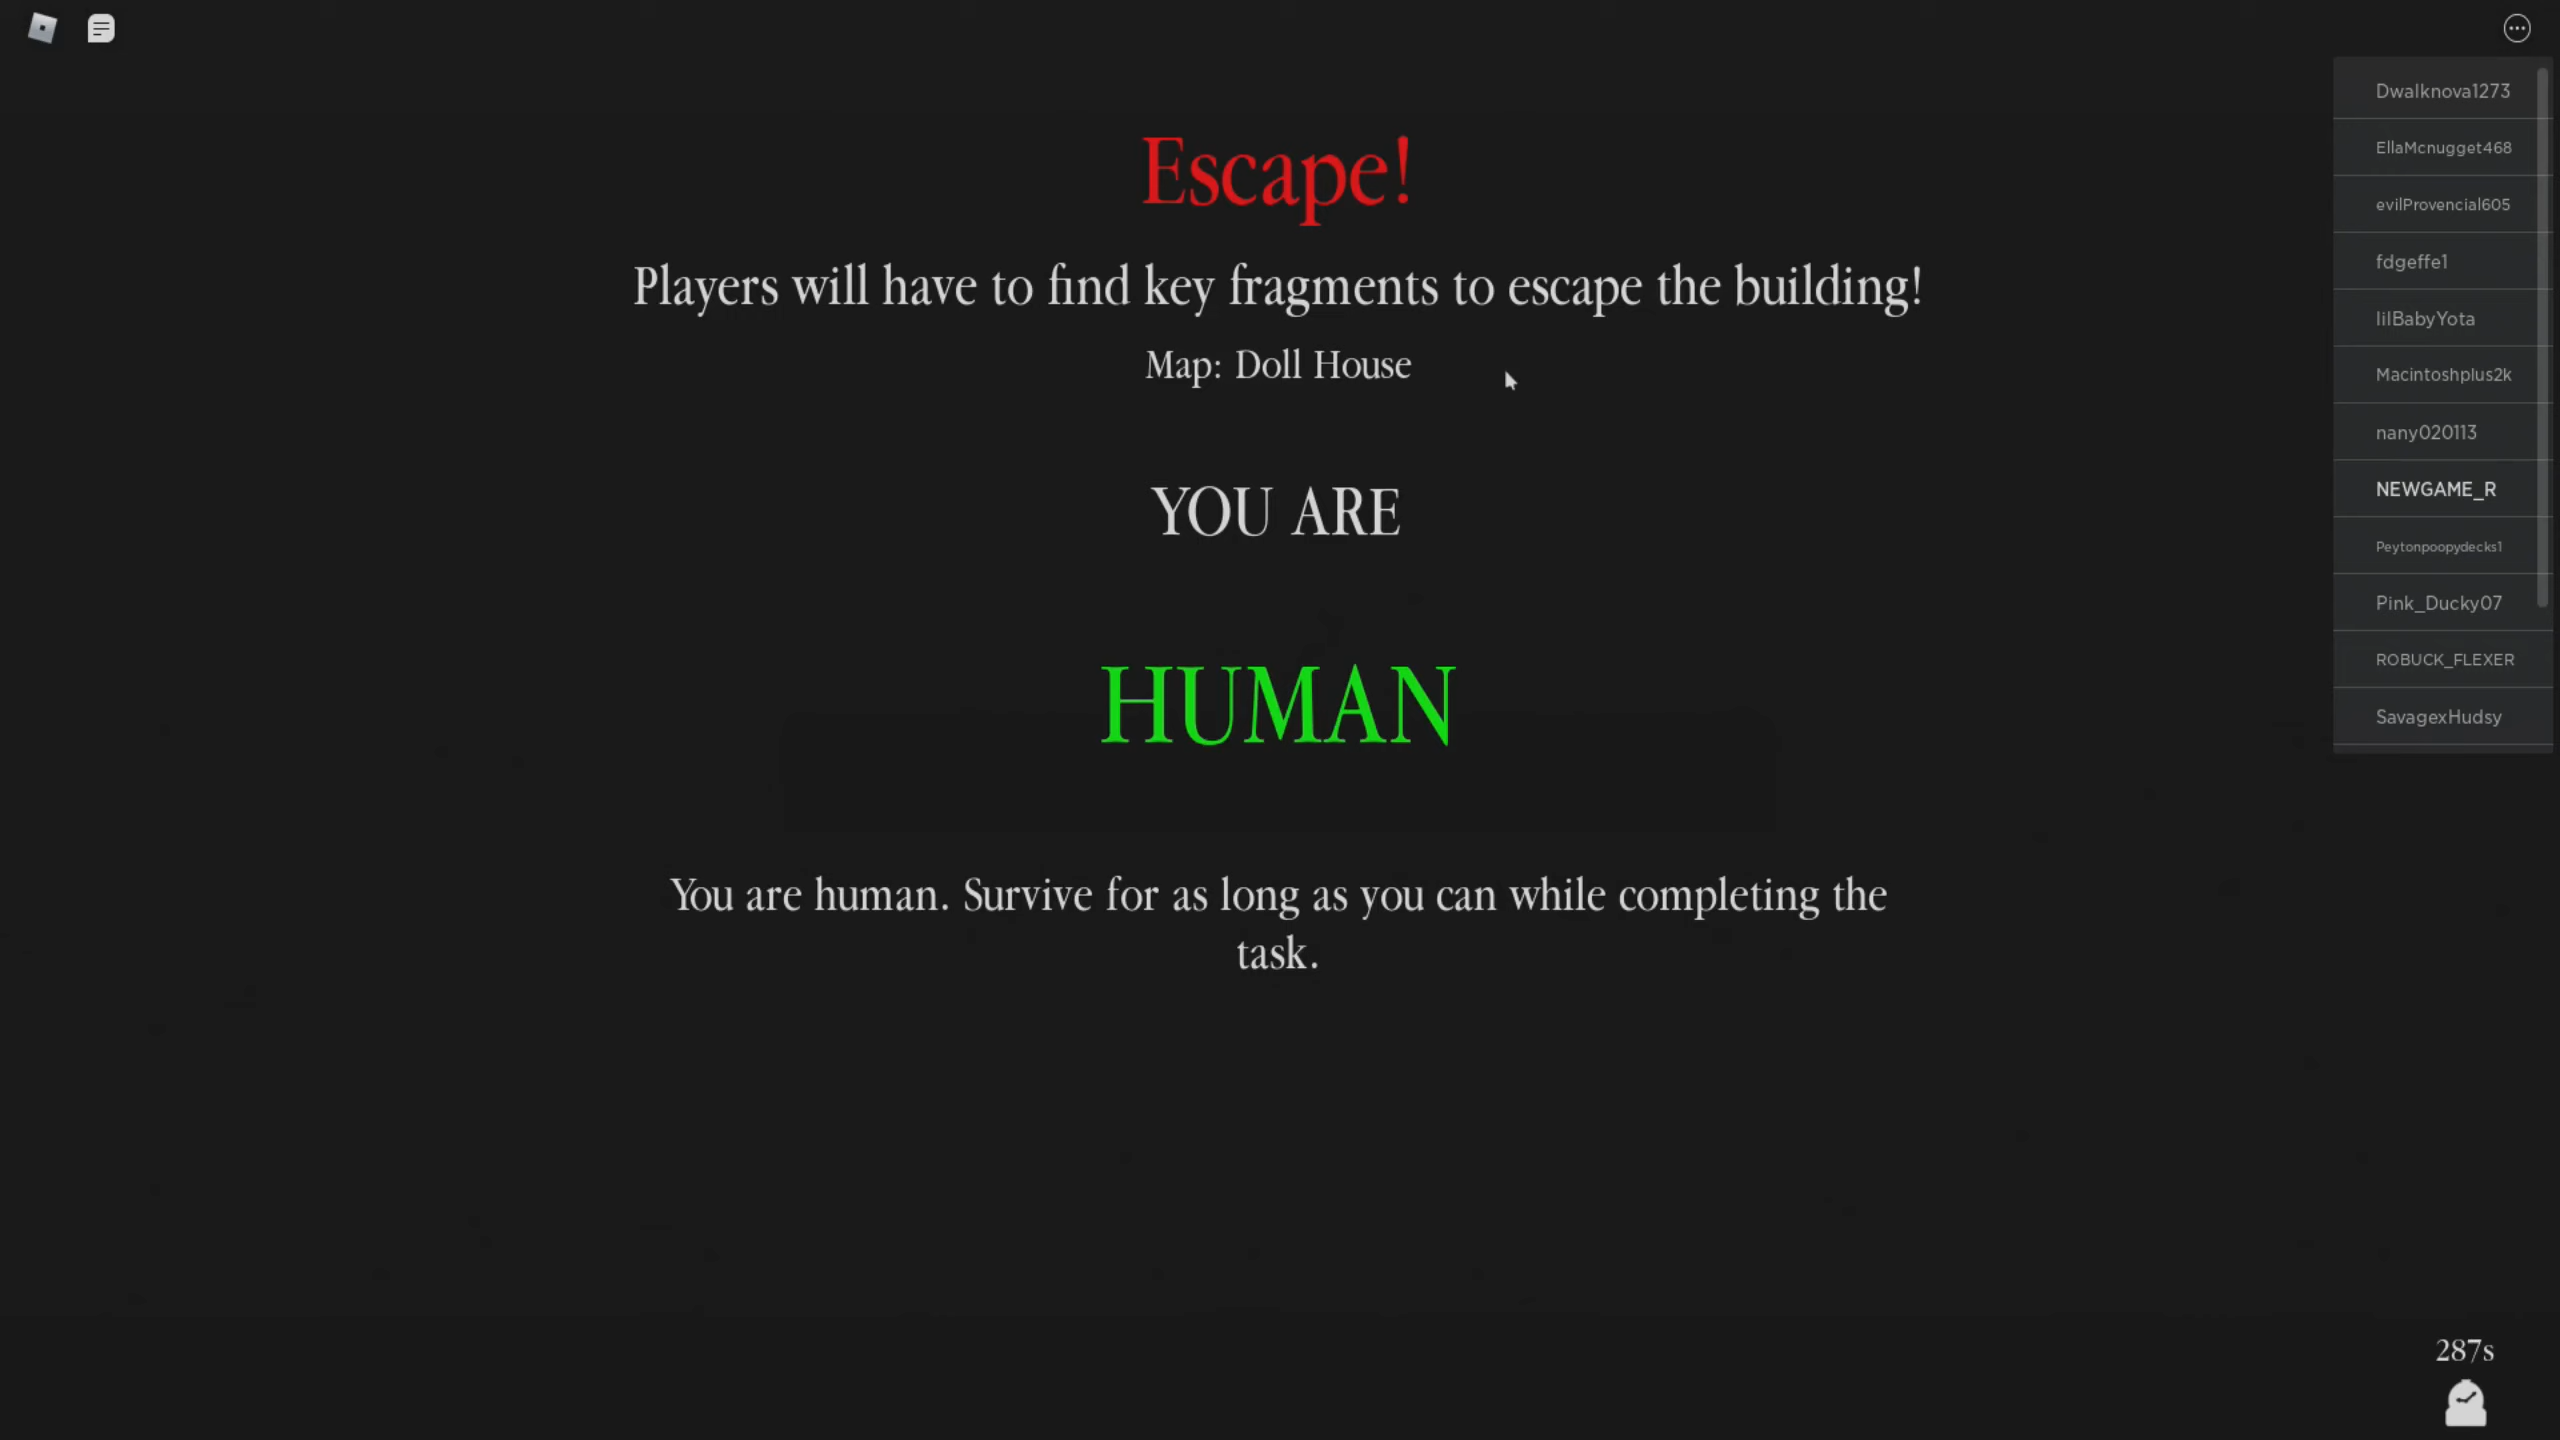 Escape!
Players will have to find key fragments to escape the building!
Map: Doll House
YOU ARE
HUMAN
You are human. Survive for as long as you can while completing the
task.
Dwalknova1273
EllaMcnugget468
evilProvencial605
fdgeffe1
lilBabyYota
Macintoshplus2k
nany020113
NEWGAME_R
Peytonpoopydecks1
Pink_Ducky07
ROBUCK_FLEXER
SavagexHudsy
287s